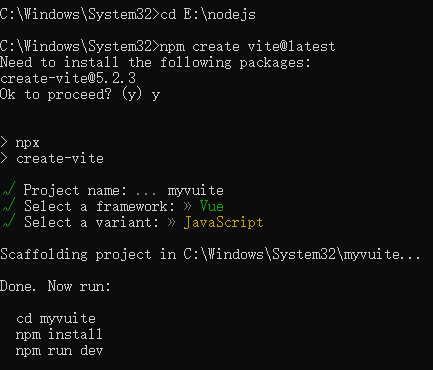 C:\Windows\System32>cd E:\nodejs
C:\Windows\System32>npm create vite@latest
Need to install the following packages:
create-vite@5.2.3
Ok to proceed? (y) y
> npx
> create-vite
√ Project name: ... myvuite
√ Select a framework: » Vue
√ Select a variant: » JavaScript
Scaffolding project in C:\Windows\System32\myvuite...
Done. Now run:
cd myvuite
npm install
npm run dev